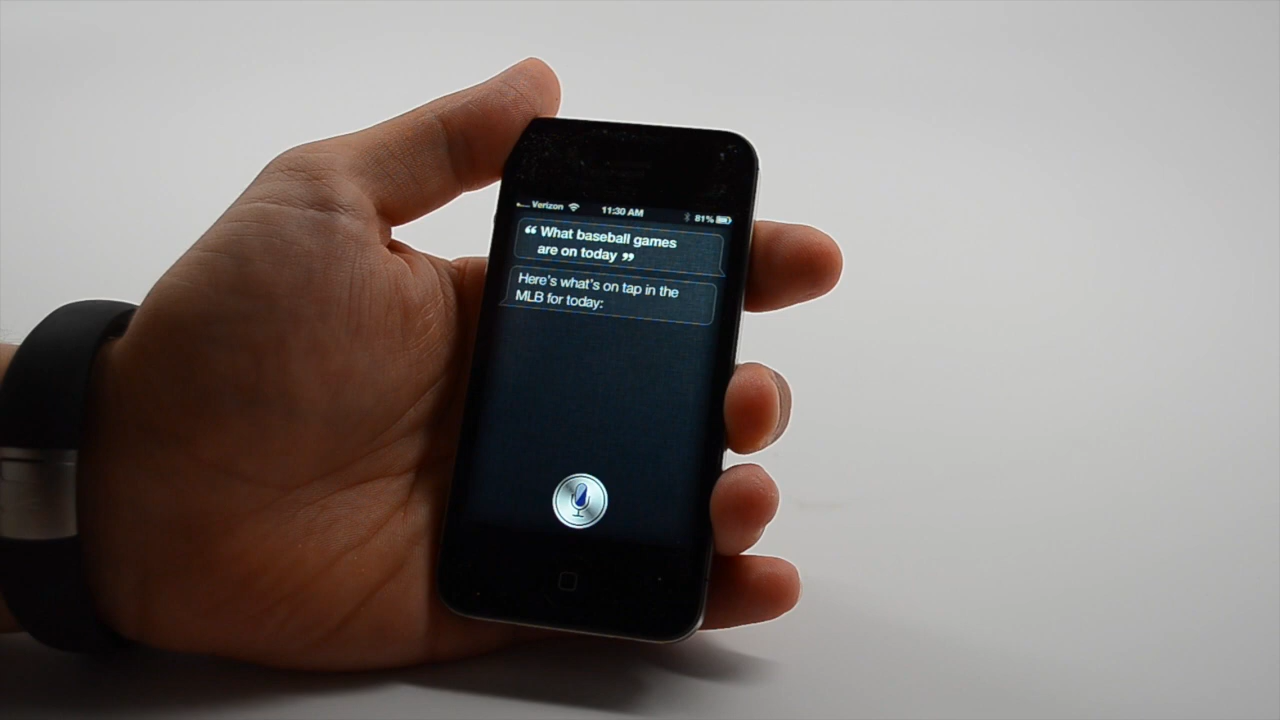 Verizon 11:30 AM 81%
“ What baseball games
are on today ”
Here's what's on tap in the
MLB for today: